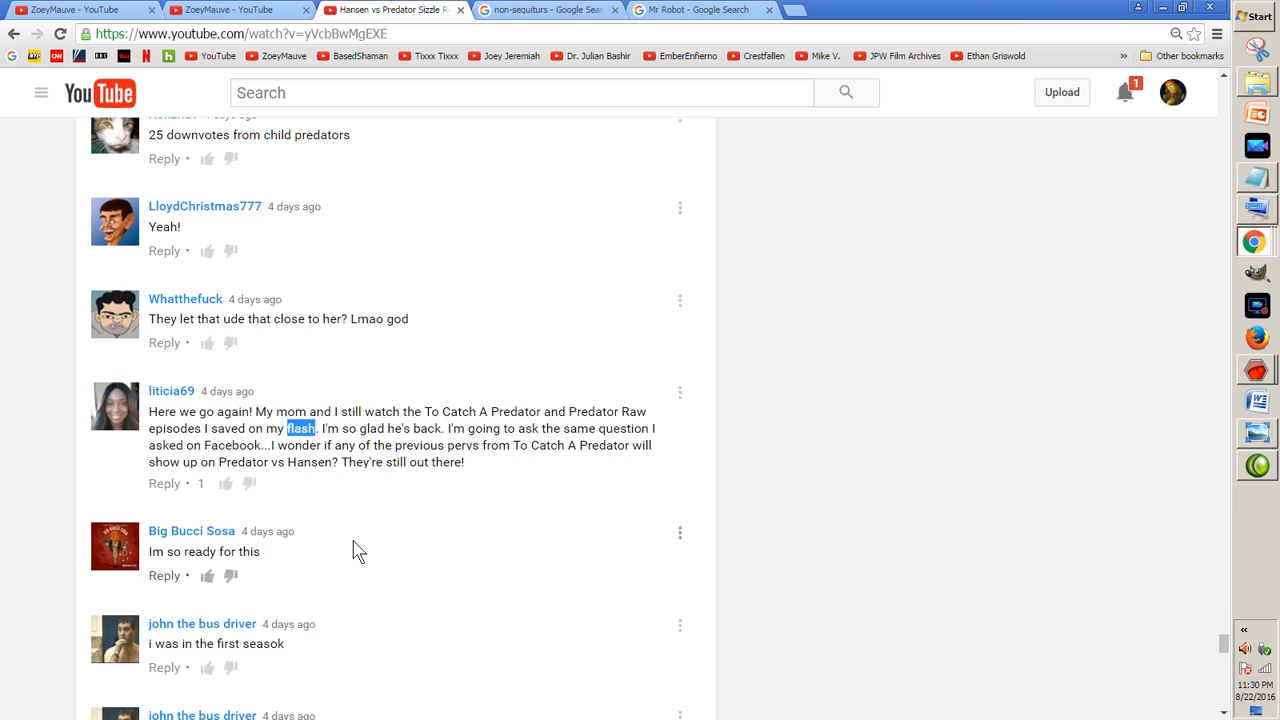 ZoeyMauve - YouTube
ZoeyMauve - YouTube
Hansen vs Predator Sizzle R
non-sequiturs - Google Sear
Mr Robot - Google Search
https://www.youtube.com/watch?v=yVcbBwMgEXE
YouTube ZoeyMauve BasedShaman Tixxx Tixxx Joey Jeremiah Dr. Julian Bashir EmberEnfierno Crestfallen Mike V. JPW Film Archives Ethan Griswold » Other bookmarks
YouTube
Search
Upload
1
25 downvotes from child predators
Reply •
LloydChristmas777 4 days ago
Yeah!
Reply •
Whatthefuck 4 days ago
They let that ude that close to her? Lmao god
Reply •
liticia69 4 days ago
Here we go again! My mom and I still watch the To Catch A Predator and Predator Raw
episodes I saved on my flash. I'm so glad he's back. I'm going to ask the same question I
asked on Facebook...I wonder if any of the previous pervs from To Catch A Predator will
show up on Predator vs Hansen? They're still out there!
Reply • 1
Big Bucci Sosa 4 days ago
Im so ready for this
Reply •
john the bus driver 4 days ago
i was in the first seasok
Reply •
john the bus driver 4 days ago
Start
«
11:30 PM
8/22/2016